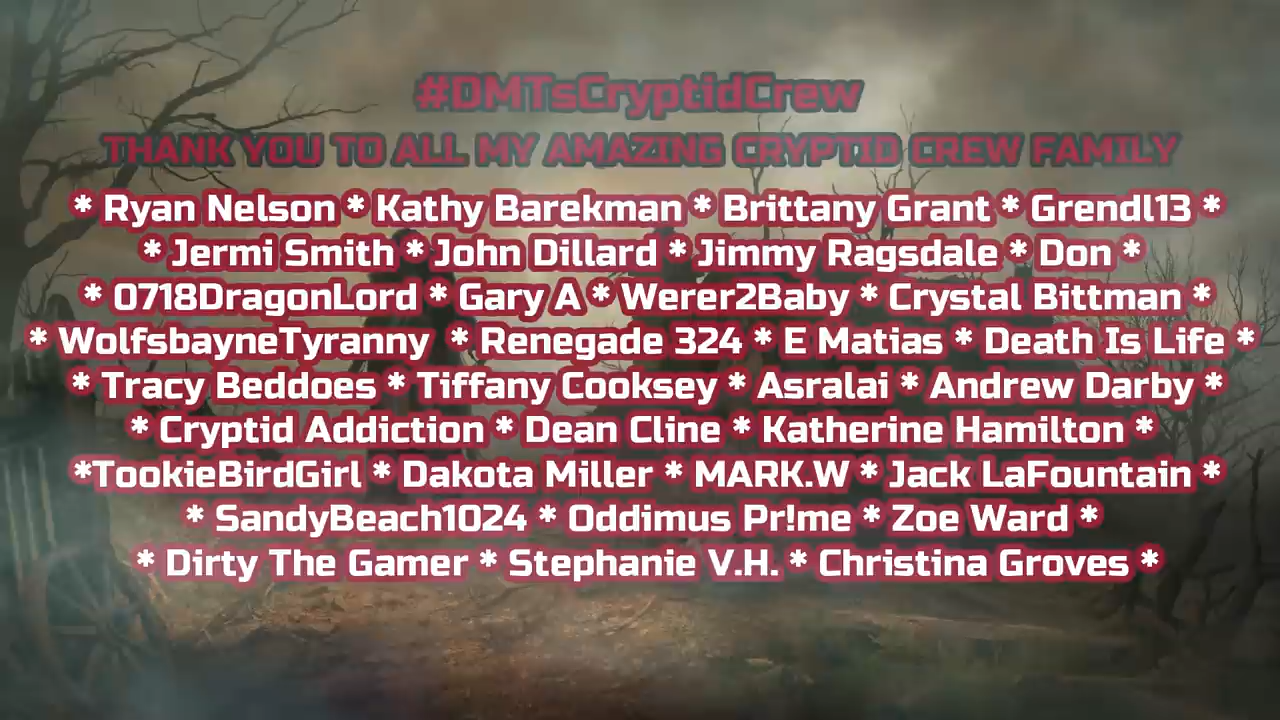 #DMTsCryptidCrew
THANK YOU TO ALL MY AMAZING CRYPTID CREW FAMILY
* Ryan Nelson * Kathy Barekman * Brittany Grant * Grendl13 *
* Jermi Smith * John Dillard * Jimmy Ragsdale * Don *
* 0718DragonLord * Gary A * Werer2Baby * Crystal Bittman *
* WolfsbayneTyranny * Renegade 324 * E Matias * Death Is Life *
* Tracy Beddoes * Tiffany Cooksey * Asralai * Andrew Darby *
* Cryptid Addiction * Dean Cline * Katherine Hamilton *
*TookieBirdGirl * Dakota Miller * MARK.W * Jack LaFountain *
* SandyBeach1024 * Oddimus Pr!me * Zoe Ward *
* Dirty The Gamer * Stephanie V.H. * Christina Groves *